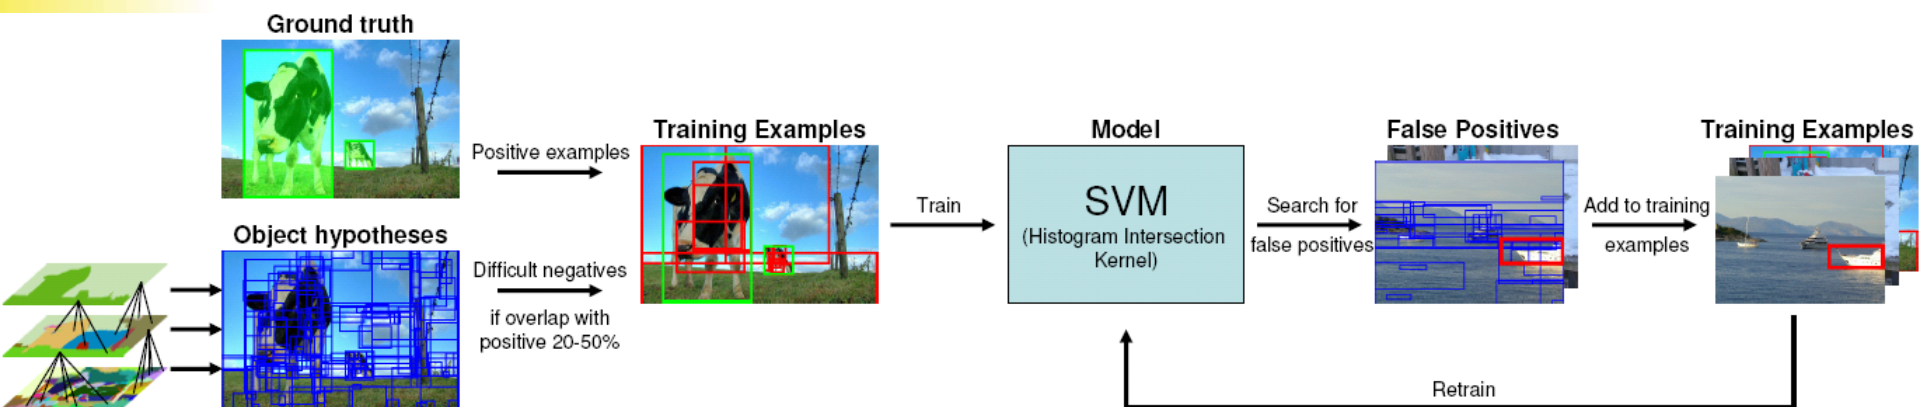 Ground truth
Positive examples
Object hypotheses
Difficult negatives
if overlap with
positive 20-50%
Training Examples
Train
Model
SVM
(Histogram Intersection
Kernel)
Search for
false positives
False Positives
Add to training
examples
Training Examples
Retrain